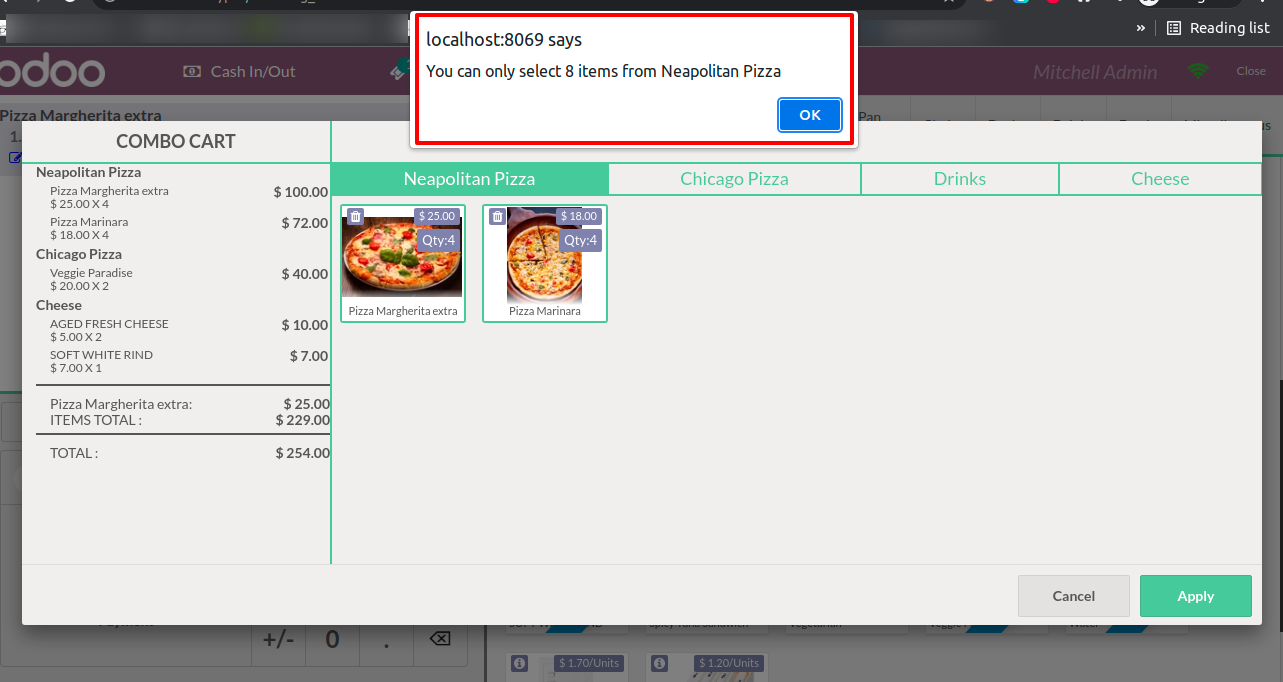 localhost:8069 says
You can only select 8 items from Neapolitan Pizza
OK
Reading list
odoo
Cash In/Out
Mitchell Admin
Close
Pizza Margherita extra
Pan
1.
COMBO CART
Neapolitan Pizza
Pizza Margherita extra $ 100.00
$ 25.00 X 4
Pizza Marinara $ 72.00
$ 18.00 X 4
Chicago Pizza
Veggie Paradise $ 40.00
$ 20.00 X 2
Cheese
AGED FRESH CHEESE $ 10.00
$ 5.00 X 2
SOFT WHITE RIND $ 7.00
$ 7.00 X 1
Pizza Margherita extra: $ 25.00
ITEMS TOTAL : $ 229.00
TOTAL : $ 254.00
Neapolitan Pizza Chicago Pizza Drinks Cheese
$ 25.00
Qty:4
Pizza Margherita extra
$ 18.00
Qty:4
Pizza Marinara
Cancel Apply
+/- 0 .
$ 1.70/Units $ 1.20/Units